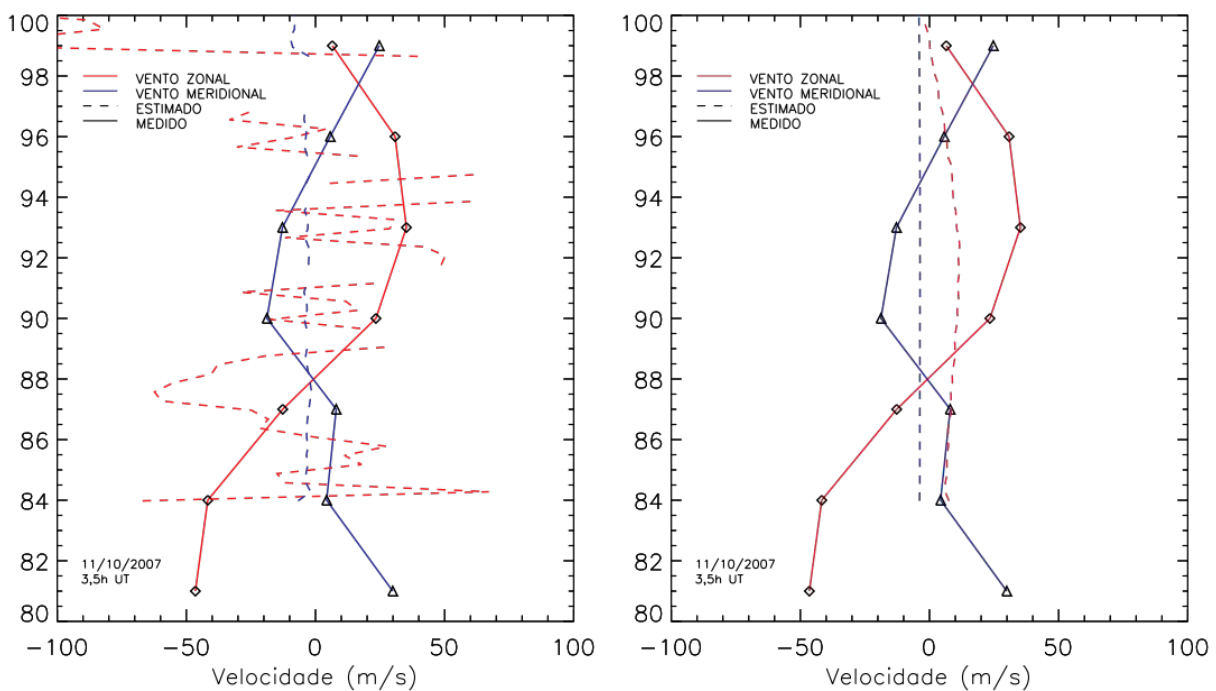 100
98
96
94
92
90
88
86
84
82
80
VENTO ZONAL
VENTO MERIDIONAL
ESTIMADO
MEDIDO
11/10/2007
3,5h UT
-100 -50 0 50 100
Velocidade (m/s)
100
98
96
94
92
90
88
86
84
82
80
VENTO ZONAL
VENTO MERIDIONAL
ESTIMADO
MEDIDO
11/10/2007
3,5h UT
-100 -50 0 50 100
Velocidade (m/s)